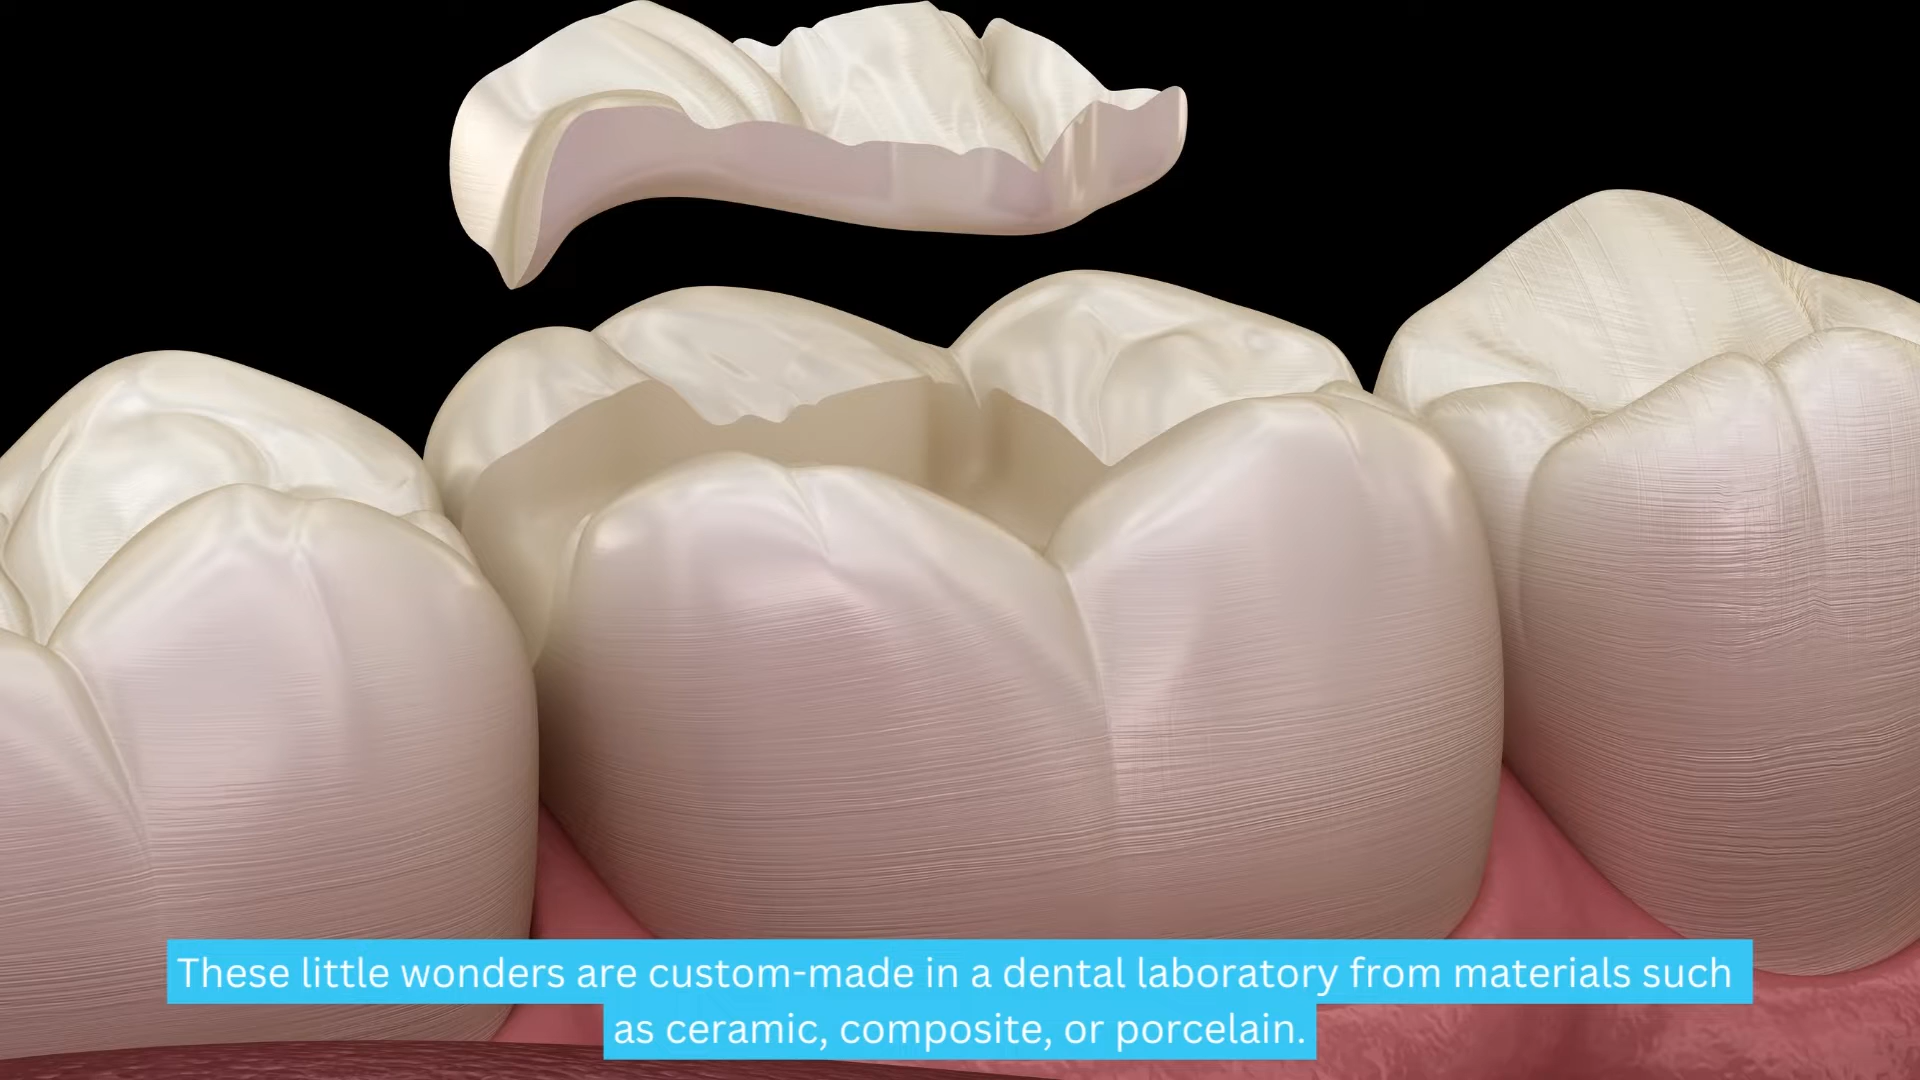 These little wonders are custom-made in a dental laboratory from materials such
as ceramic, composite, or porcelain.